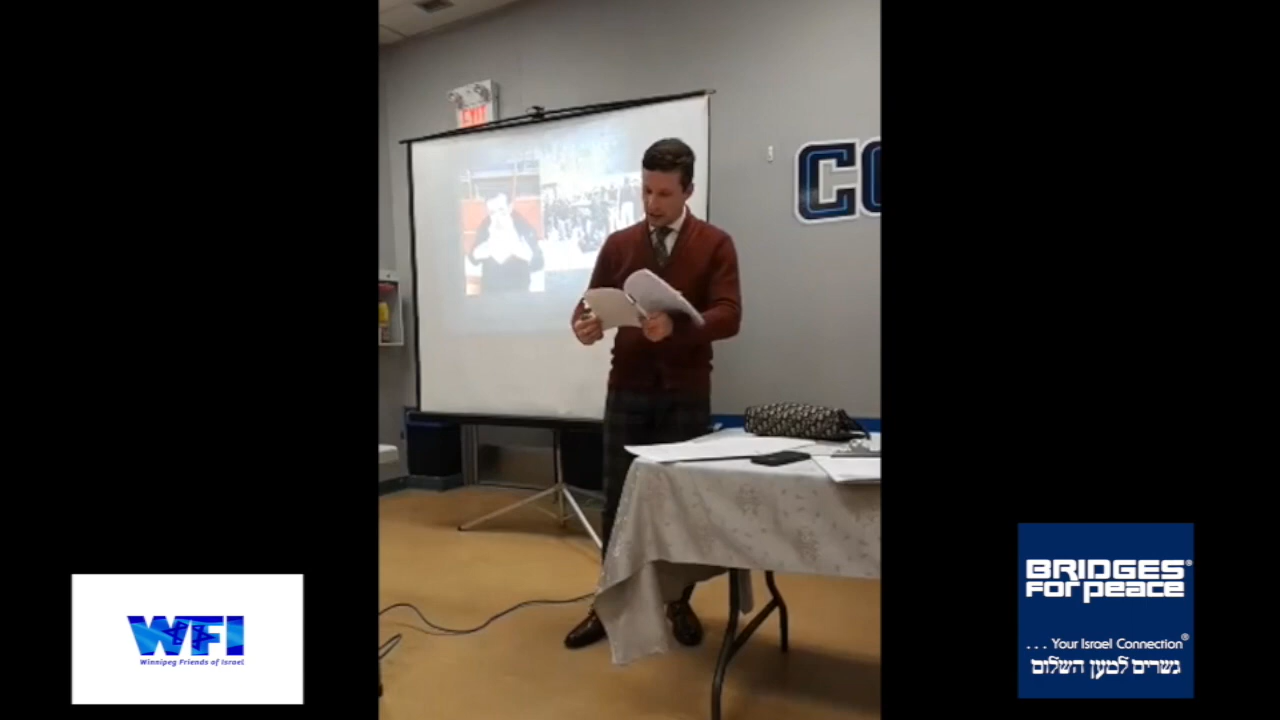 EXIT
CO
WFI
Winnipeg Friends of Israel
BRIDGES®
FOR PEACE
... Your Israel Connection®
גשרים למען השלום